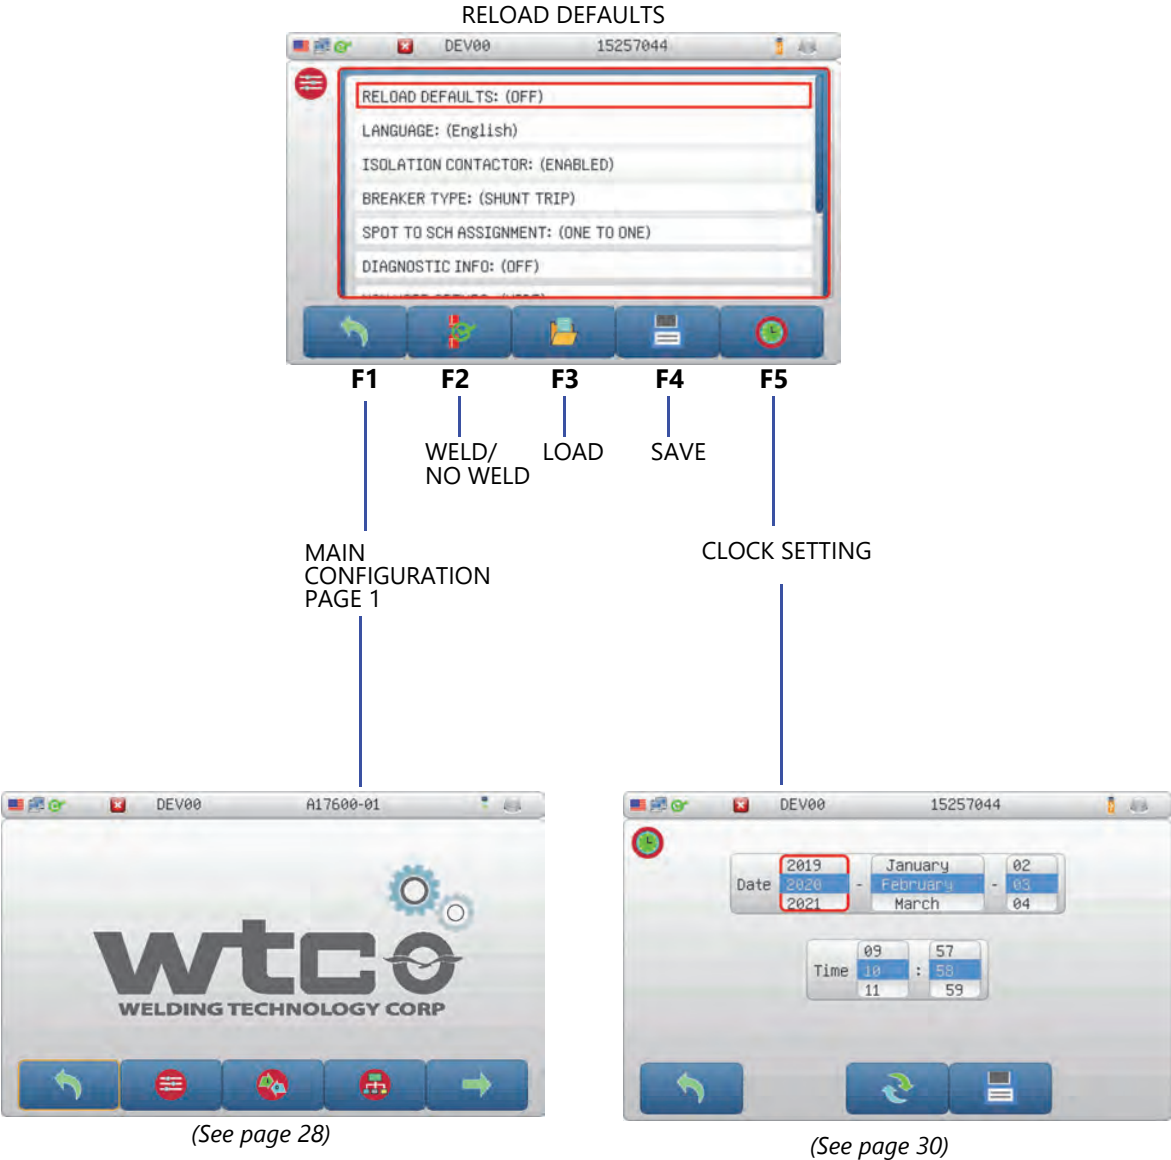 RELOAD DEFAULTS
DEV00 15257044
RELOAD DEFAULTS: (OFF)
LANGUAGE: (English)
ISOLATION CONTACTOR: (ENABLED)
BREAKER TYPE: (SHUNT TRIP)
SPOT TO SCH ASSIGNMENT: (ONE TO ONE)
DIAGNOSTIC INFO: (OFF)
F1 F2 F3 F4 F5
WELD/
NO WELD
LOAD
SAVE
MAIN
CONFIGURATION
PAGE 1
CLOCK SETTING
DEV00 A17600-01
wtco
WELDING TECHNOLOGY CORP
(See page 28)
DEV00 15257044
2019 January 02
Date 2020 - February - 03
2021 March 04
09 57
Time 10 : 58
11 59
(See page 30)